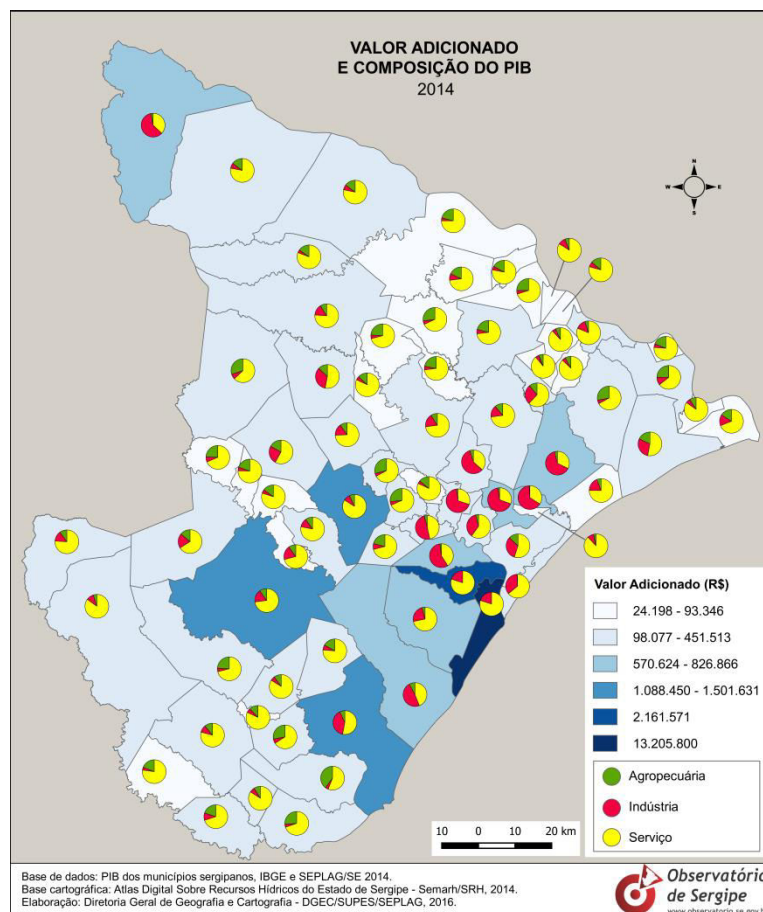 VALOR ADICIONADO
E COMPOSIÇÃO DO PIB
2014
N
W
E
S
Valor Adicionado (R$)
24.198 - 93.346
98.077 - 451.513
570.624 - 826.866
1.088.450 - 1.501.631
2.161.571
13.205.800
Agropecuária
Indústria
Serviço
10 0 10 20 km
Base de dados: PIB dos municípios sergipanos, IBGE e SEPLAG/SE 2014.
Base cartográfica: Atlas Digital Sobre Recursos Hídricos do Estado de Sergipe - Semarh/SRH, 2014.
Elaboração: Diretoria Geral de Geografia e Cartografia - DGEC/SUPES/SEPLAG, 2016.
Observatório
de Sergipe